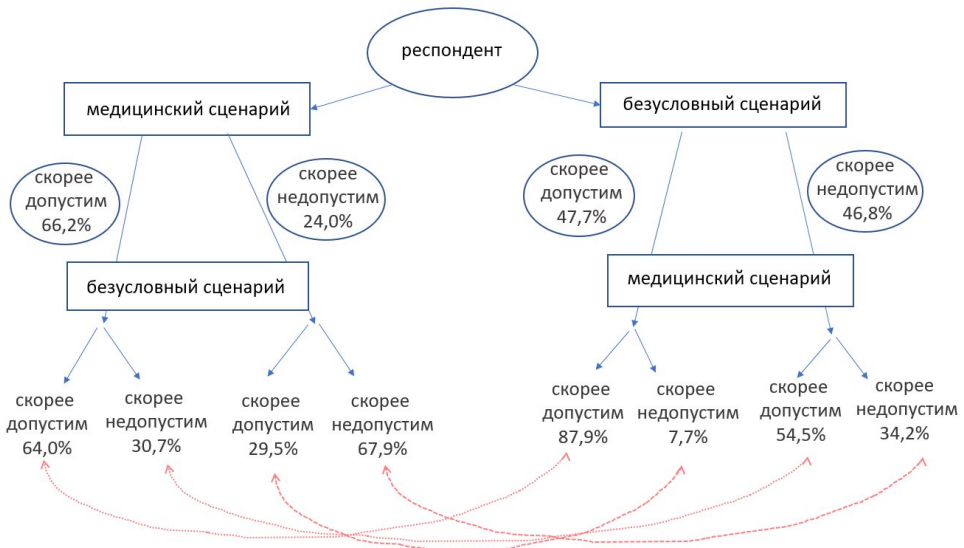 респондент
медицинский сценарий
безусловный сценарий
скорее
допустим
66,2%
скорее
недопустим
24,0%
скорее
допустим
47,7%
скорее
недопустим
46,8%
безусловный сценарий
медицинский сценарий
скорее
допустим
64,0%
скорее
недопустим
30,7%
скорее
допустим
29,5%
скорее
недопустим
67,9%
скорее
допустим
87,9%
скорее
недопустим
7,7%
скорее
допустим
54,5%
скорее
недопустим
34,2%